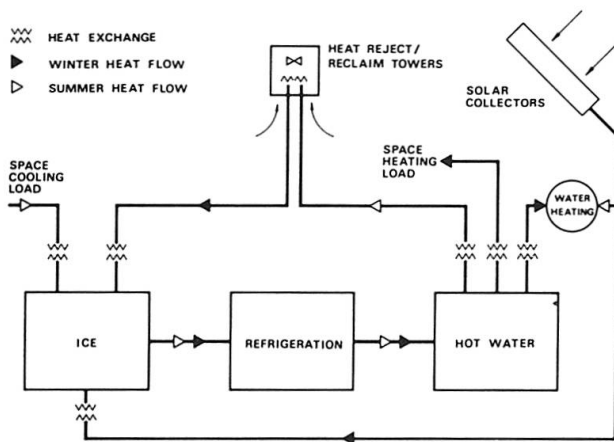 HEAT EXCHANGE
WINTER HEAT FLOW
SUMMER HEAT FLOW
HEAT REJECT/
RECLAIM TOWERS
SOLAR
COLLECTORS
SPACE
COOLING
LOAD
SPACE
HEATING
LOAD
WATER
HEATING
ICE
REFRIGERATION
HOT WATER